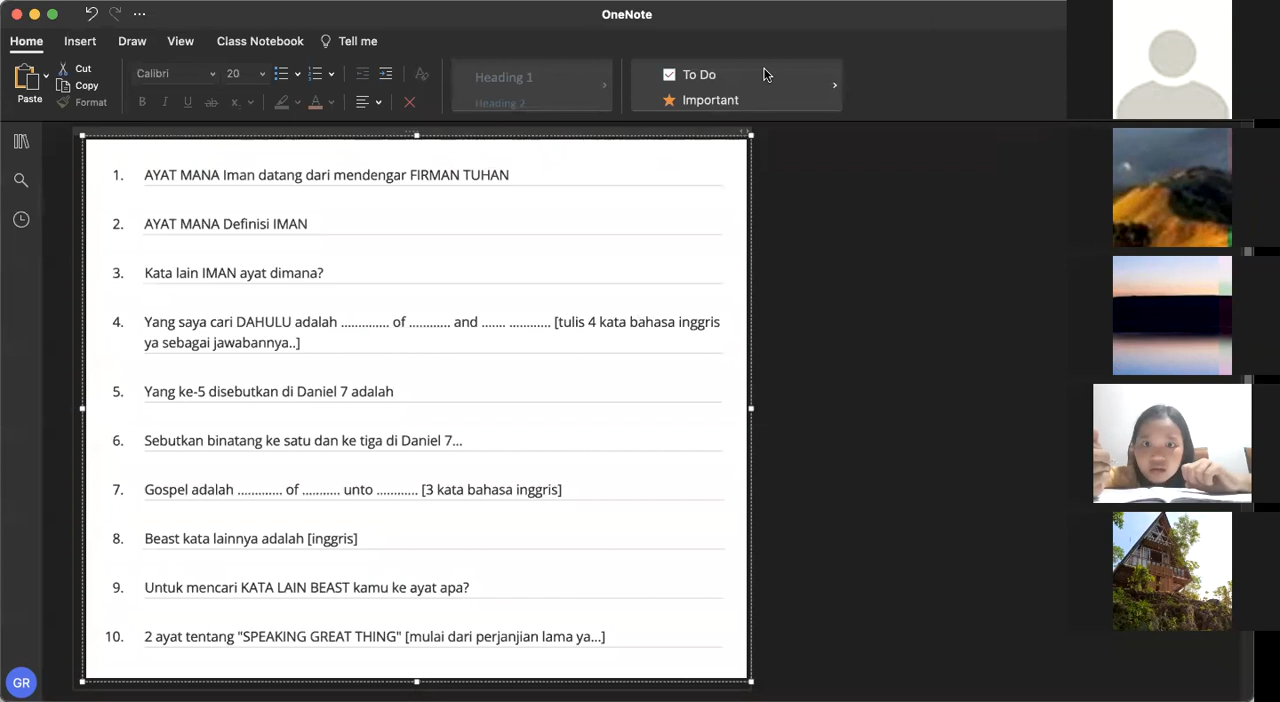 OneNote
Home Insert Draw View Class Notebook Tell me
Paste
Cut
Copy
Format
Calibri 20
B I U ab x
A
Heading 1
Heading 2
To Do
Important
1. AYAT MANA Iman datang dari mendengar FIRMAN TUHAN
2. AYAT MANA Definisi IMAN
3. Kata lain IMAN ayat dimana?
4. Yang saya cari DAHULU adalah .............. of ............ and ....... ............ [tulis 4 kata bahasa inggris
ya sebagai jawabannya..]
5. Yang ke-5 disebutkan di Daniel 7 adalah
6. Sebutkan binatang ke satu dan ke tiga di Daniel 7...
7. Gospel adalah ............. of ........... unto ............ [3 kata bahasa inggris]
8. Beast kata lainnya adalah [inggris]
9. Untuk mencari KATA LAIN BEAST kamu ke ayat apa?
10. 2 ayat tentang "SPEAKING GREAT THING" [mulai dari perjanjian lama ya...]
GR